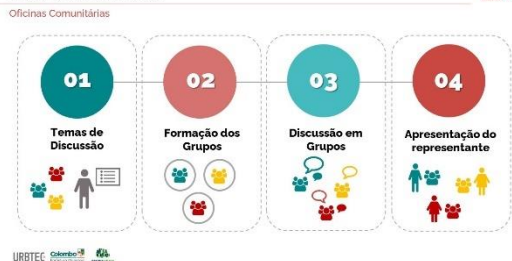 Oficinas Comunitárias
01
Temas de
Discussão
02
Formação dos
Grupos
03
Discussão em
Grupos
04
Apresentação do
representante
URBTEC
Colombo